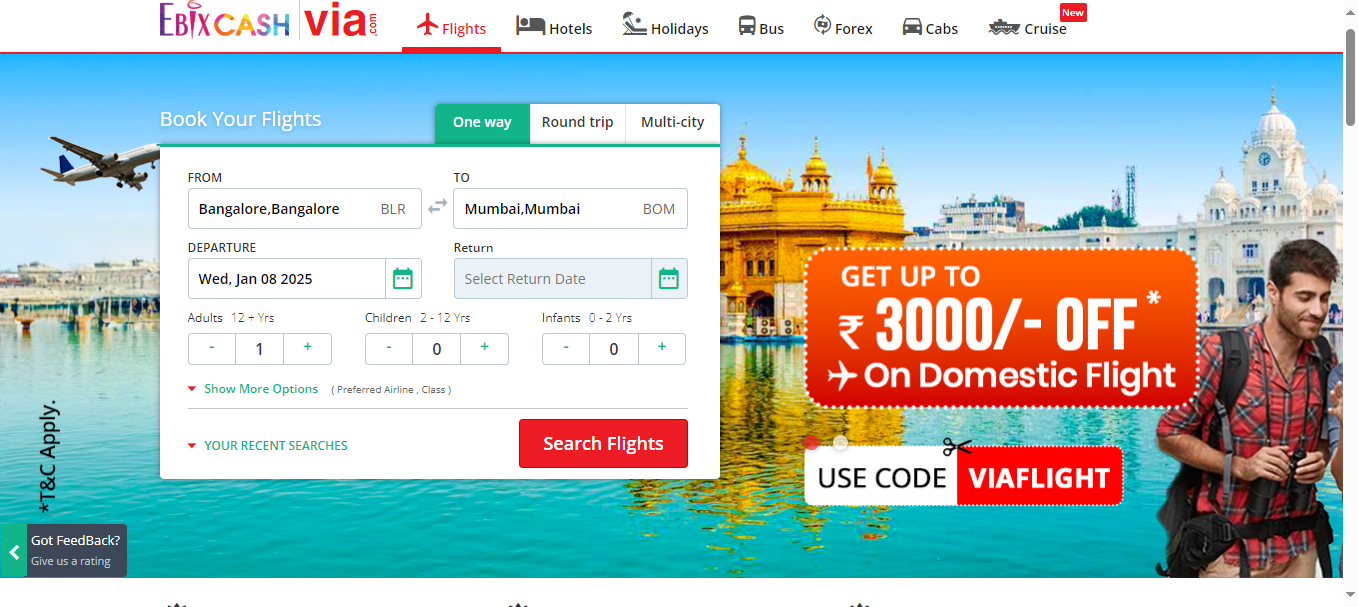 EBIXCASH via.com
Flights Hotels Holidays Bus Forex Cabs Cruise New
Book Your Flights
One way Round trip Multi-city
FROM TO
Bangalore,Bangalore BLR Mumbai,Mumbai BOM
DEPARTURE Return
Wed, Jan 08 2025 Select Return Date
Adults 12 + Yrs Children 2 - 12 Yrs Infants 0 - 2 Yrs
- 1 + - 0 + - 0 +
Show More Options ( Preferred Airline , Class )
YOUR RECENT SEARCHES Search Flights
GET UP TO
₹ 3000/- OFF*
On Domestic Flight
USE CODE VIAFLIGHT
*T&C Apply.
Got FeedBack?
Give us a rating